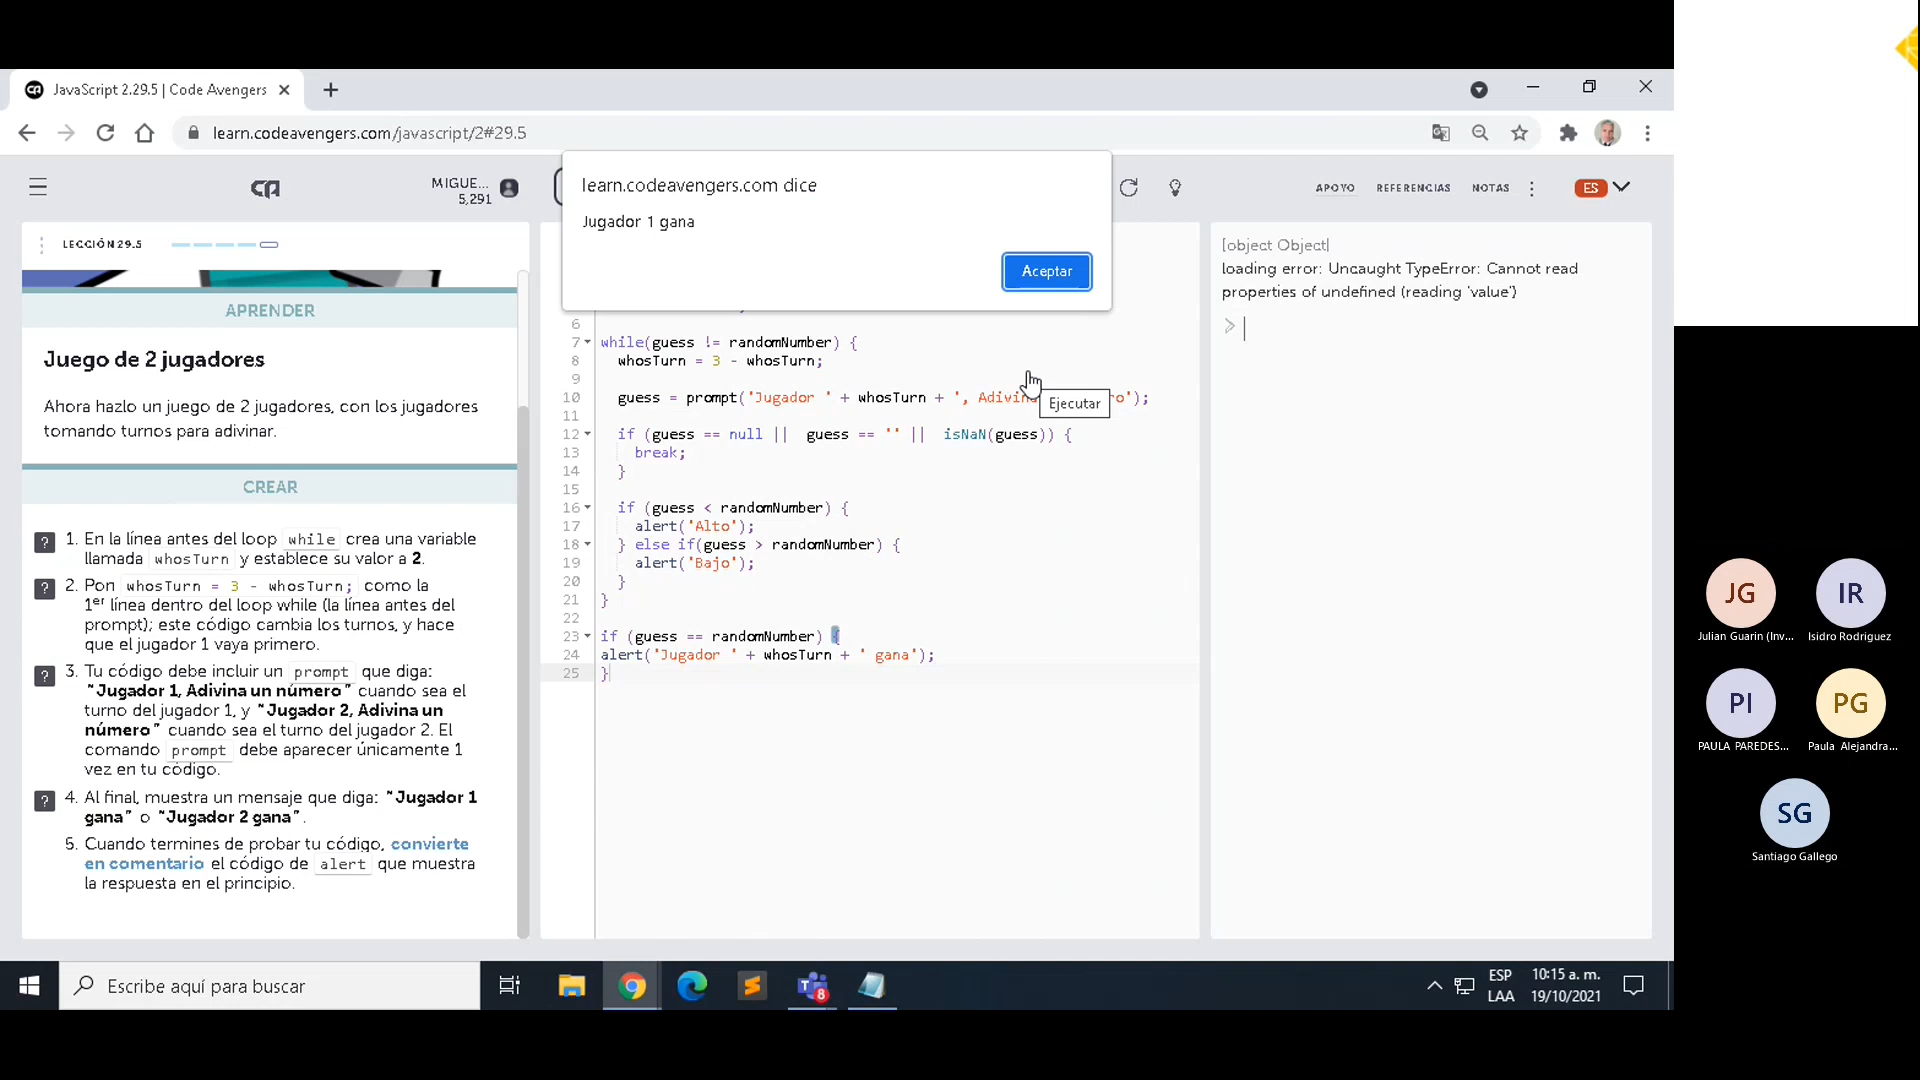 JavaScript 2.29.5 | Code Avengers
learn.codeavengers.com/javascript/2#29.5
MIGUE...
5,291
APOYO
REFERENCIAS
NOTAS
ES
learn.codeavengers.com dice
Jugador 1 gana
Aceptar
LECCIÓN 29.5
APRENDER
Juego de 2 jugadores
Ahora hazlo un juego de 2 jugadores, con los jugadores
tomando turnos para adivinar.
CREAR
1. En la línea antes del loop while crea una variable
llamada whosTurn y establece su valor a 2.
2. Pon whosTurn = 3 - whosTurn; como la
1er línea dentro del loop while (la línea antes del
prompt); este código cambia los turnos, y hace
que el jugador 1 vaya primero.
3. Tu código debe incluir un prompt que diga:
"Jugador 1, Adivina un número" cuando sea el
turno del jugador 1, y "Jugador 2, Adivina un
número" cuando sea el turno del jugador 2. El
comando prompt debe aparecer únicamente 1
vez en tu código.
4. Al final, muestra un mensaje que diga: "Jugador 1
gana" o "Jugador 2 gana".
5. Cuando termines de probar tu código, convierte
en comentario el código de alert que muestra
la respuesta en el principio.
6
7 while(guess != randomNumber) {
8 whosTurn = 3 - whosTurn;
9
10 guess = prompt('Jugador ' + whosTurn + ', Adivin ro');
Ejecutar
11
12 if (guess == null || guess == '' || isNaN(guess)) {
13 break;
14 }
15
16 if (guess < randomNumber) {
17 alert('Alto');
18 } else if(guess > randomNumber) {
19 alert('Bajo');
20 }
21 }
22
23 if (guess == randomNumber) {
24 alert('Jugador ' + whosTurn + ' gana');
25 }
[object Object]
loading error: Uncaught TypeError: Cannot read
properties of undefined (reading 'value')
>
JG
Julian Guarin (Inv...
IR
Isidro Rodriguez
PI
PAULA PAREDES...
PG
Paula Alejandra...
SG
Santiago Gallego
Escribe aquí para buscar
8
ESP
LAA
10:15 a. m.
19/10/2021